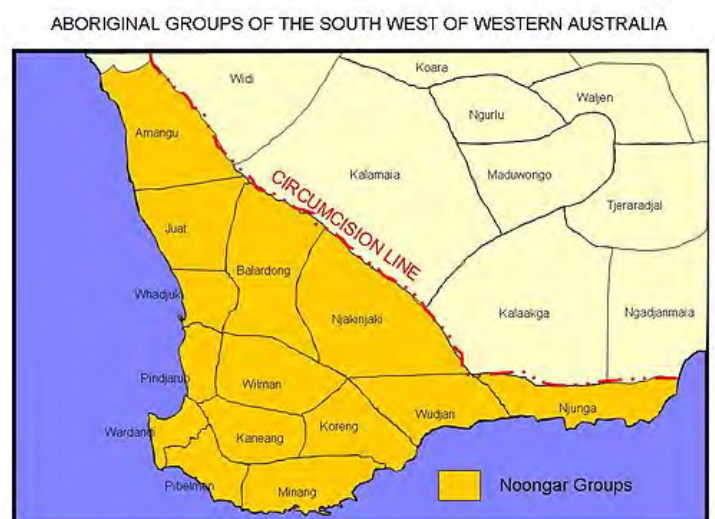 ABORIGINAL GROUPS OF THE SOUTH WEST OF WESTERN AUSTRALIA
Koara
Widi
Waljen
Ngurlu
Amangu
Kalamaia
Maduwongo
CIRCUMCISION LINE
Tjeraradjal
Juat
Balardong
Whadjuk
Njakinjaki
Kalaakga
Ngadjanmaia
Pindjarup
Wilman
Wudjari
Njunga
Wardandi
Kaneang
Koreng
Pibelmen
Minang
Noongar Groups